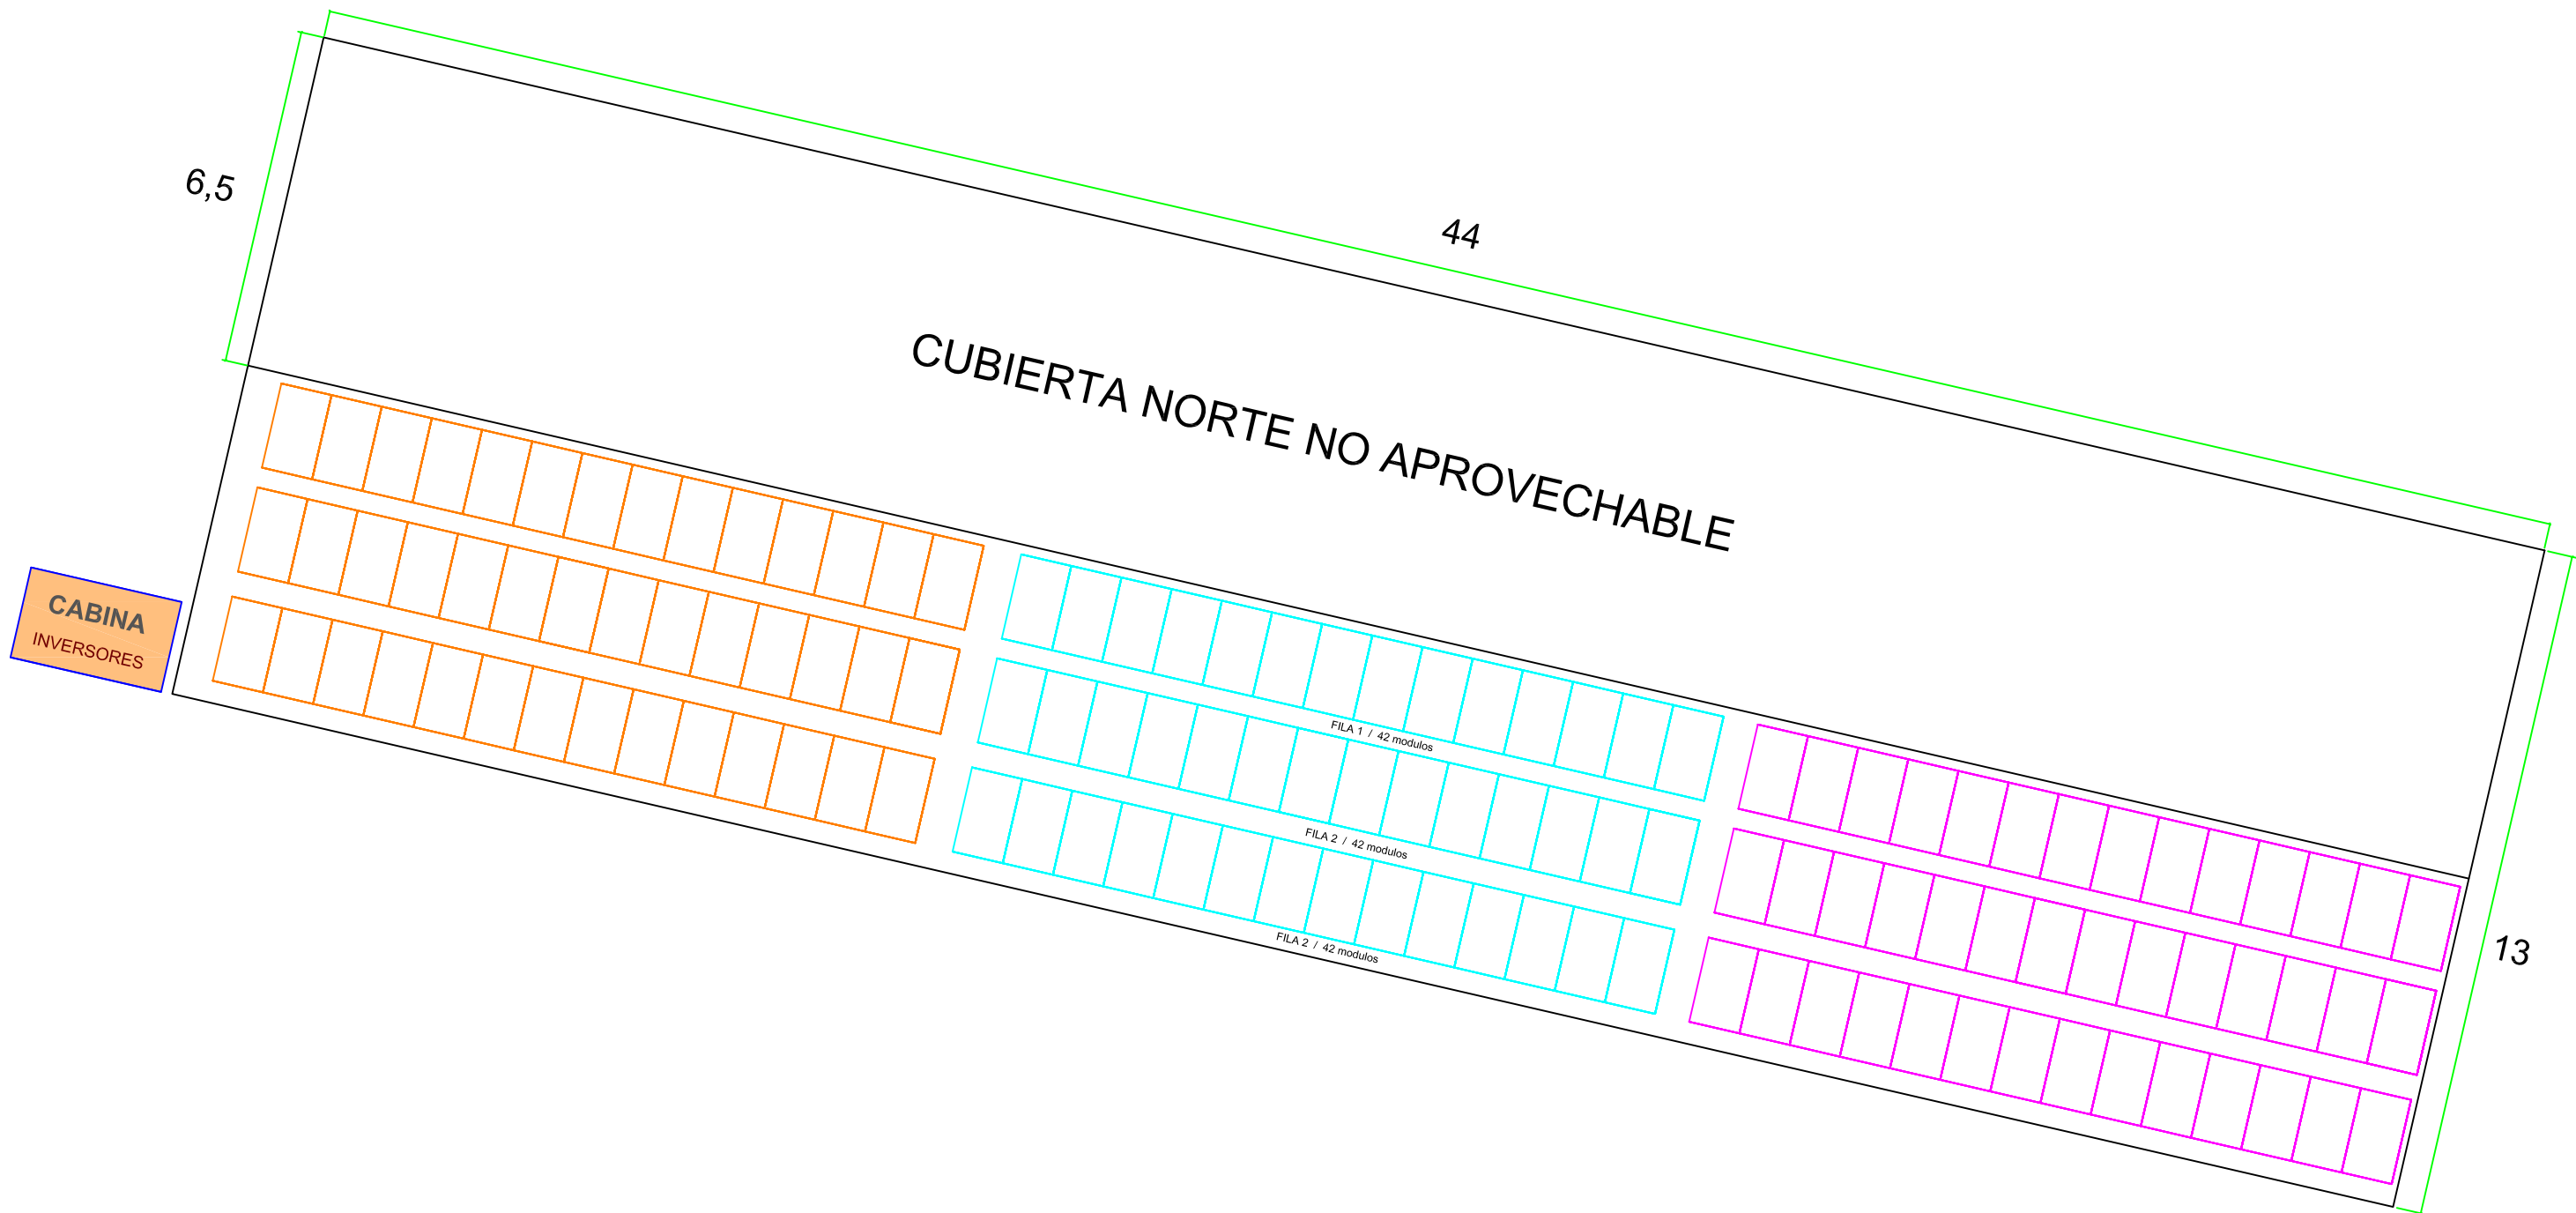 6,5
44
CUBIERTA NORTE NO APROVECHABLE
CABINA
INVERSORES
FILA 1 / 42 modulos
FILA 2 / 42 modulos
FILA 2 / 42 modulos
13